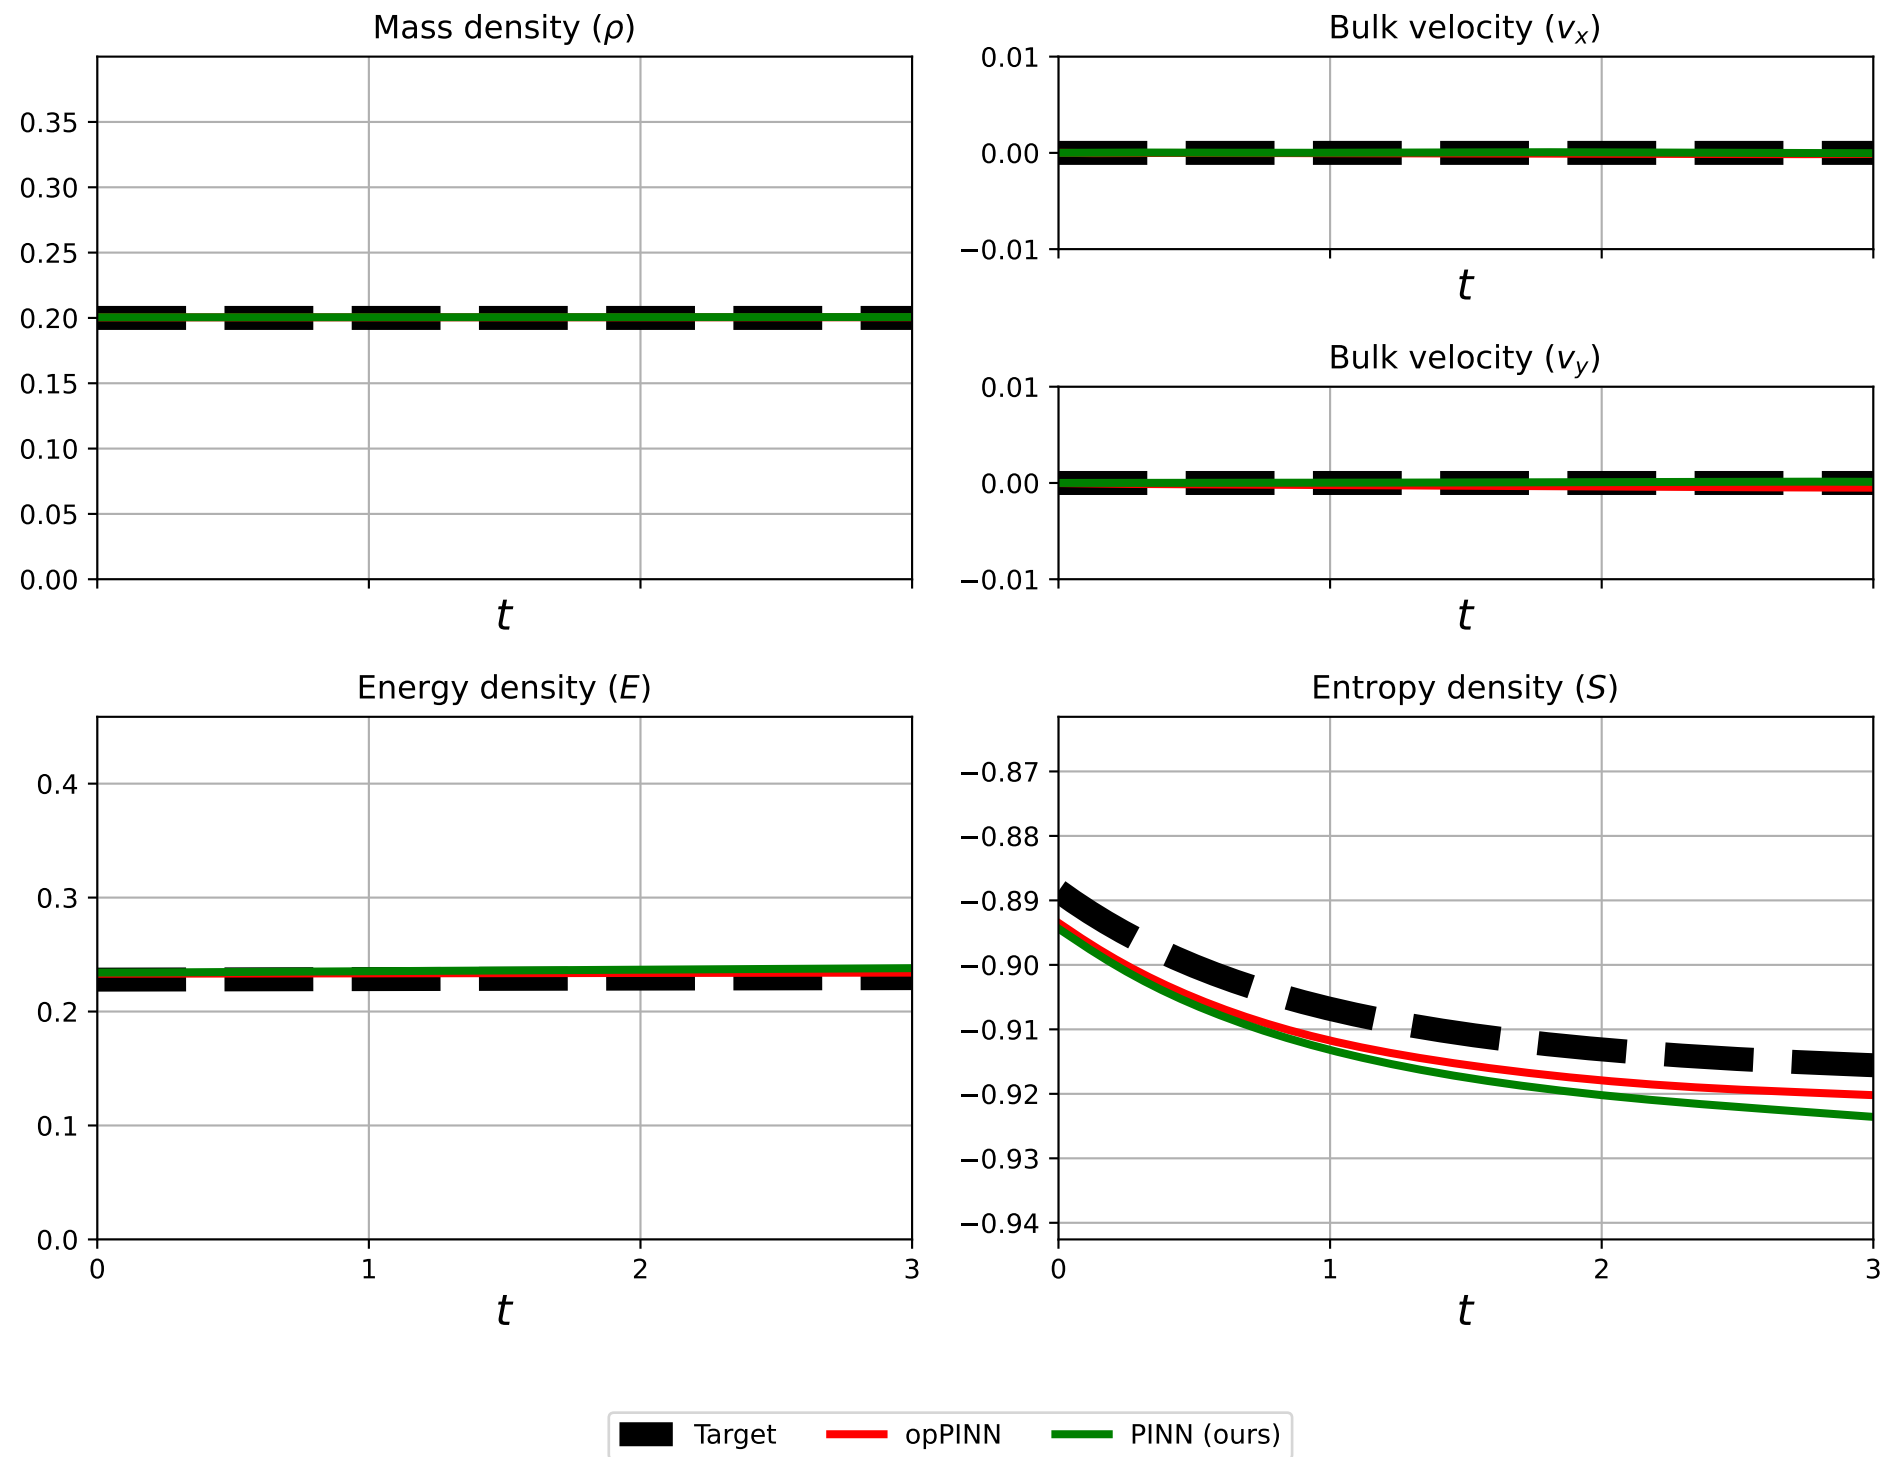 Mass density (ρ)
0.35
0.30
0.25
0.20
0.15
0.10
0.05
0.00
t
Bulk velocity (vₓ)
0.01
0.00
−0.01
t
Bulk velocity (v_y)
0.01
0.00
−0.01
t
Energy density (E)
0.4
0.3
0.2
0.1
0.0
0 1 2 3
t
Entropy density (S)
−0.87
−0.88
−0.89
−0.90
−0.91
−0.92
−0.93
−0.94
0 1 2 3
t
Target opPINN PINN (ours)